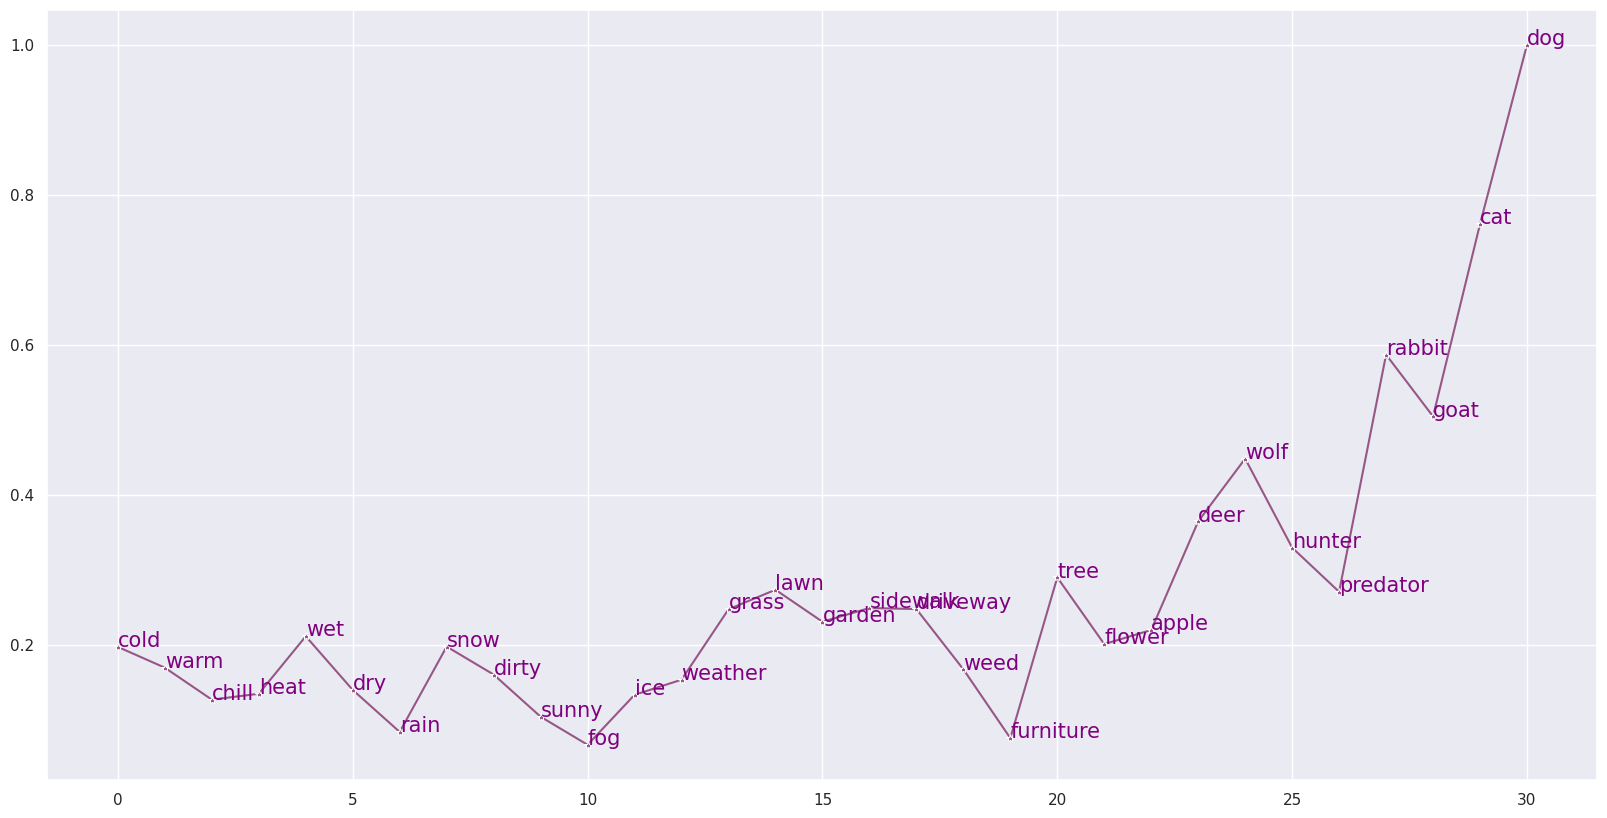 1.0
0.8
0.6
0.4
0.2
cold
warm
chill
heat
wet
dry
rain
snow
dirty
sunny
fog
ice
weather
grass
lawn
garden
sidewalk
driveway
weed
furniture
tree
flower
apple
deer
wolf
hunter
predator
rabbit
goat
cat
dog
0 5 10 15 20 25 30